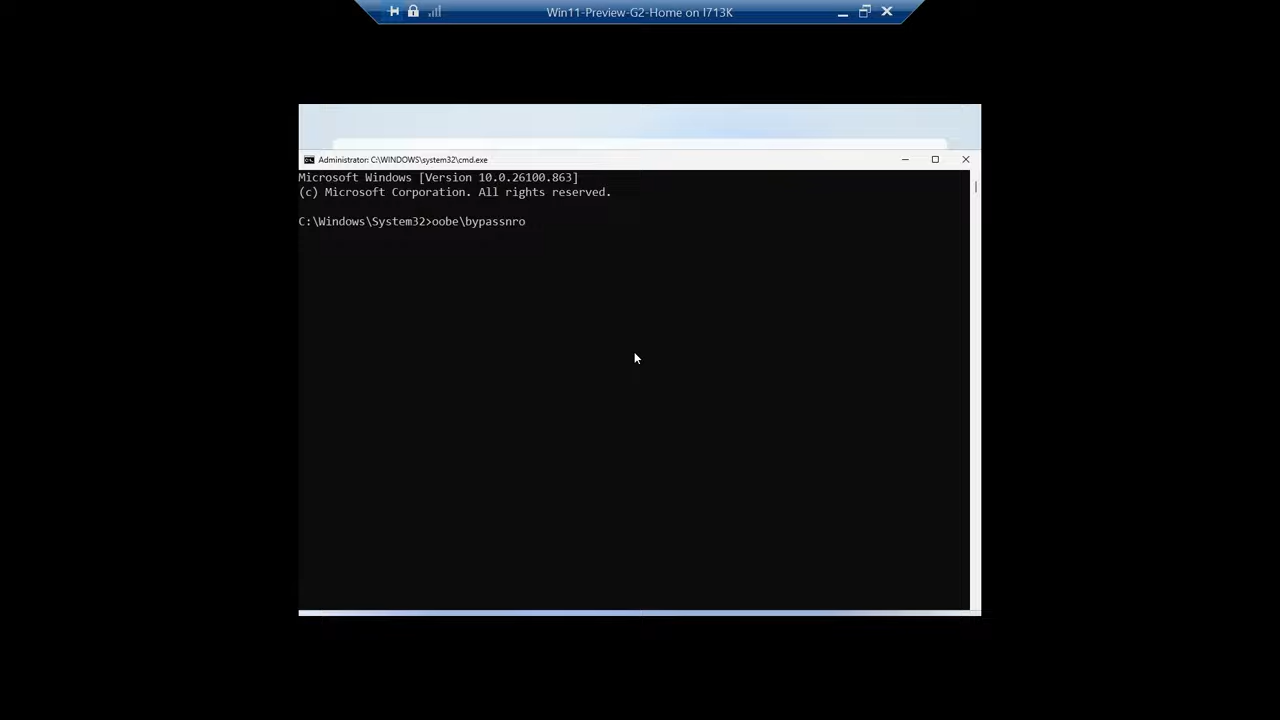 Win11-Preview-G2-Home on I713K
Administrator: C:\WINDOWS\system32\cmd.exe
Microsoft Windows [Version 10.0.26100.863]
(c) Microsoft Corporation. All rights reserved.
C:\Windows\System32>oobe\bypassnro